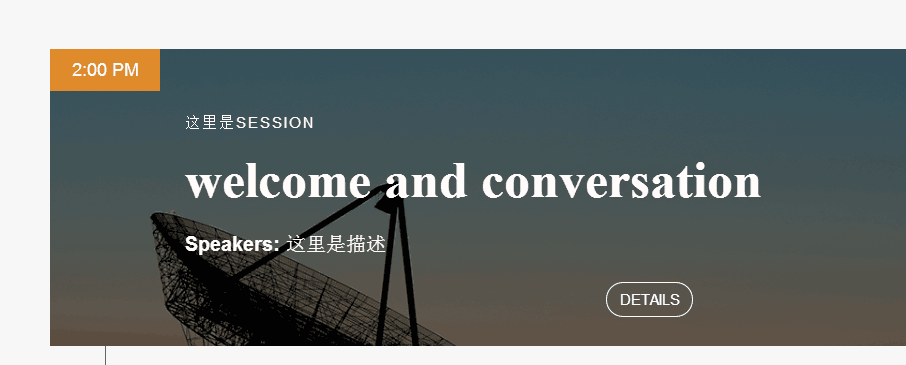 2:00 PM
这里是SESSION
welcome and conversation
Speakers: 这里是描述
DETAILS